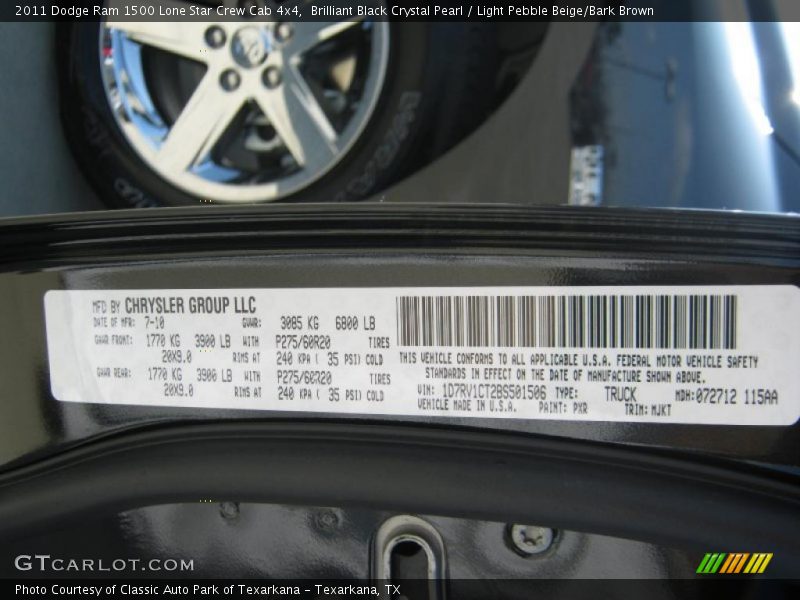 2011 Dodge Ram 1500 Lone Star Crew Cab 4x4, Brilliant Black Crystal Pearl / Light Pebble Beige/Bark Brown
MFD BY CHRYSLER GROUP LLC
DATE OF MFR: 7-10 GVWR: 3085 KG 6800 LB
GAWR FRONT: 1770 KG 3900 LB WITH P275/60R20 TIRES
20X9.0 RIMS AT 240 KPA ( 35 PSI) COLD
GAWR REAR: 1770 KG 3900 LB WITH P275/60R20 TIRES
20X9.0 RIMS AT 240 KPA ( 35 PSI) COLD
THIS VEHICLE CONFORMS TO ALL APPLICABLE U.S.A. FEDERAL MOTOR VEHICLE SAFETY
STANDARDS IN EFFECT ON THE DATE OF MANUFACTURE SHOWN ABOVE.
VIN: 1D7RV1CT2BS501506 TYPE: TRUCK MDH: 072712 115AA
VEHICLE MADE IN U.S.A. PAINT: PXR TRIM: MJKT
GTCARLOT.COM
Photo Courtesy of Classic Auto Park of Texarkana – Texarkana, TX